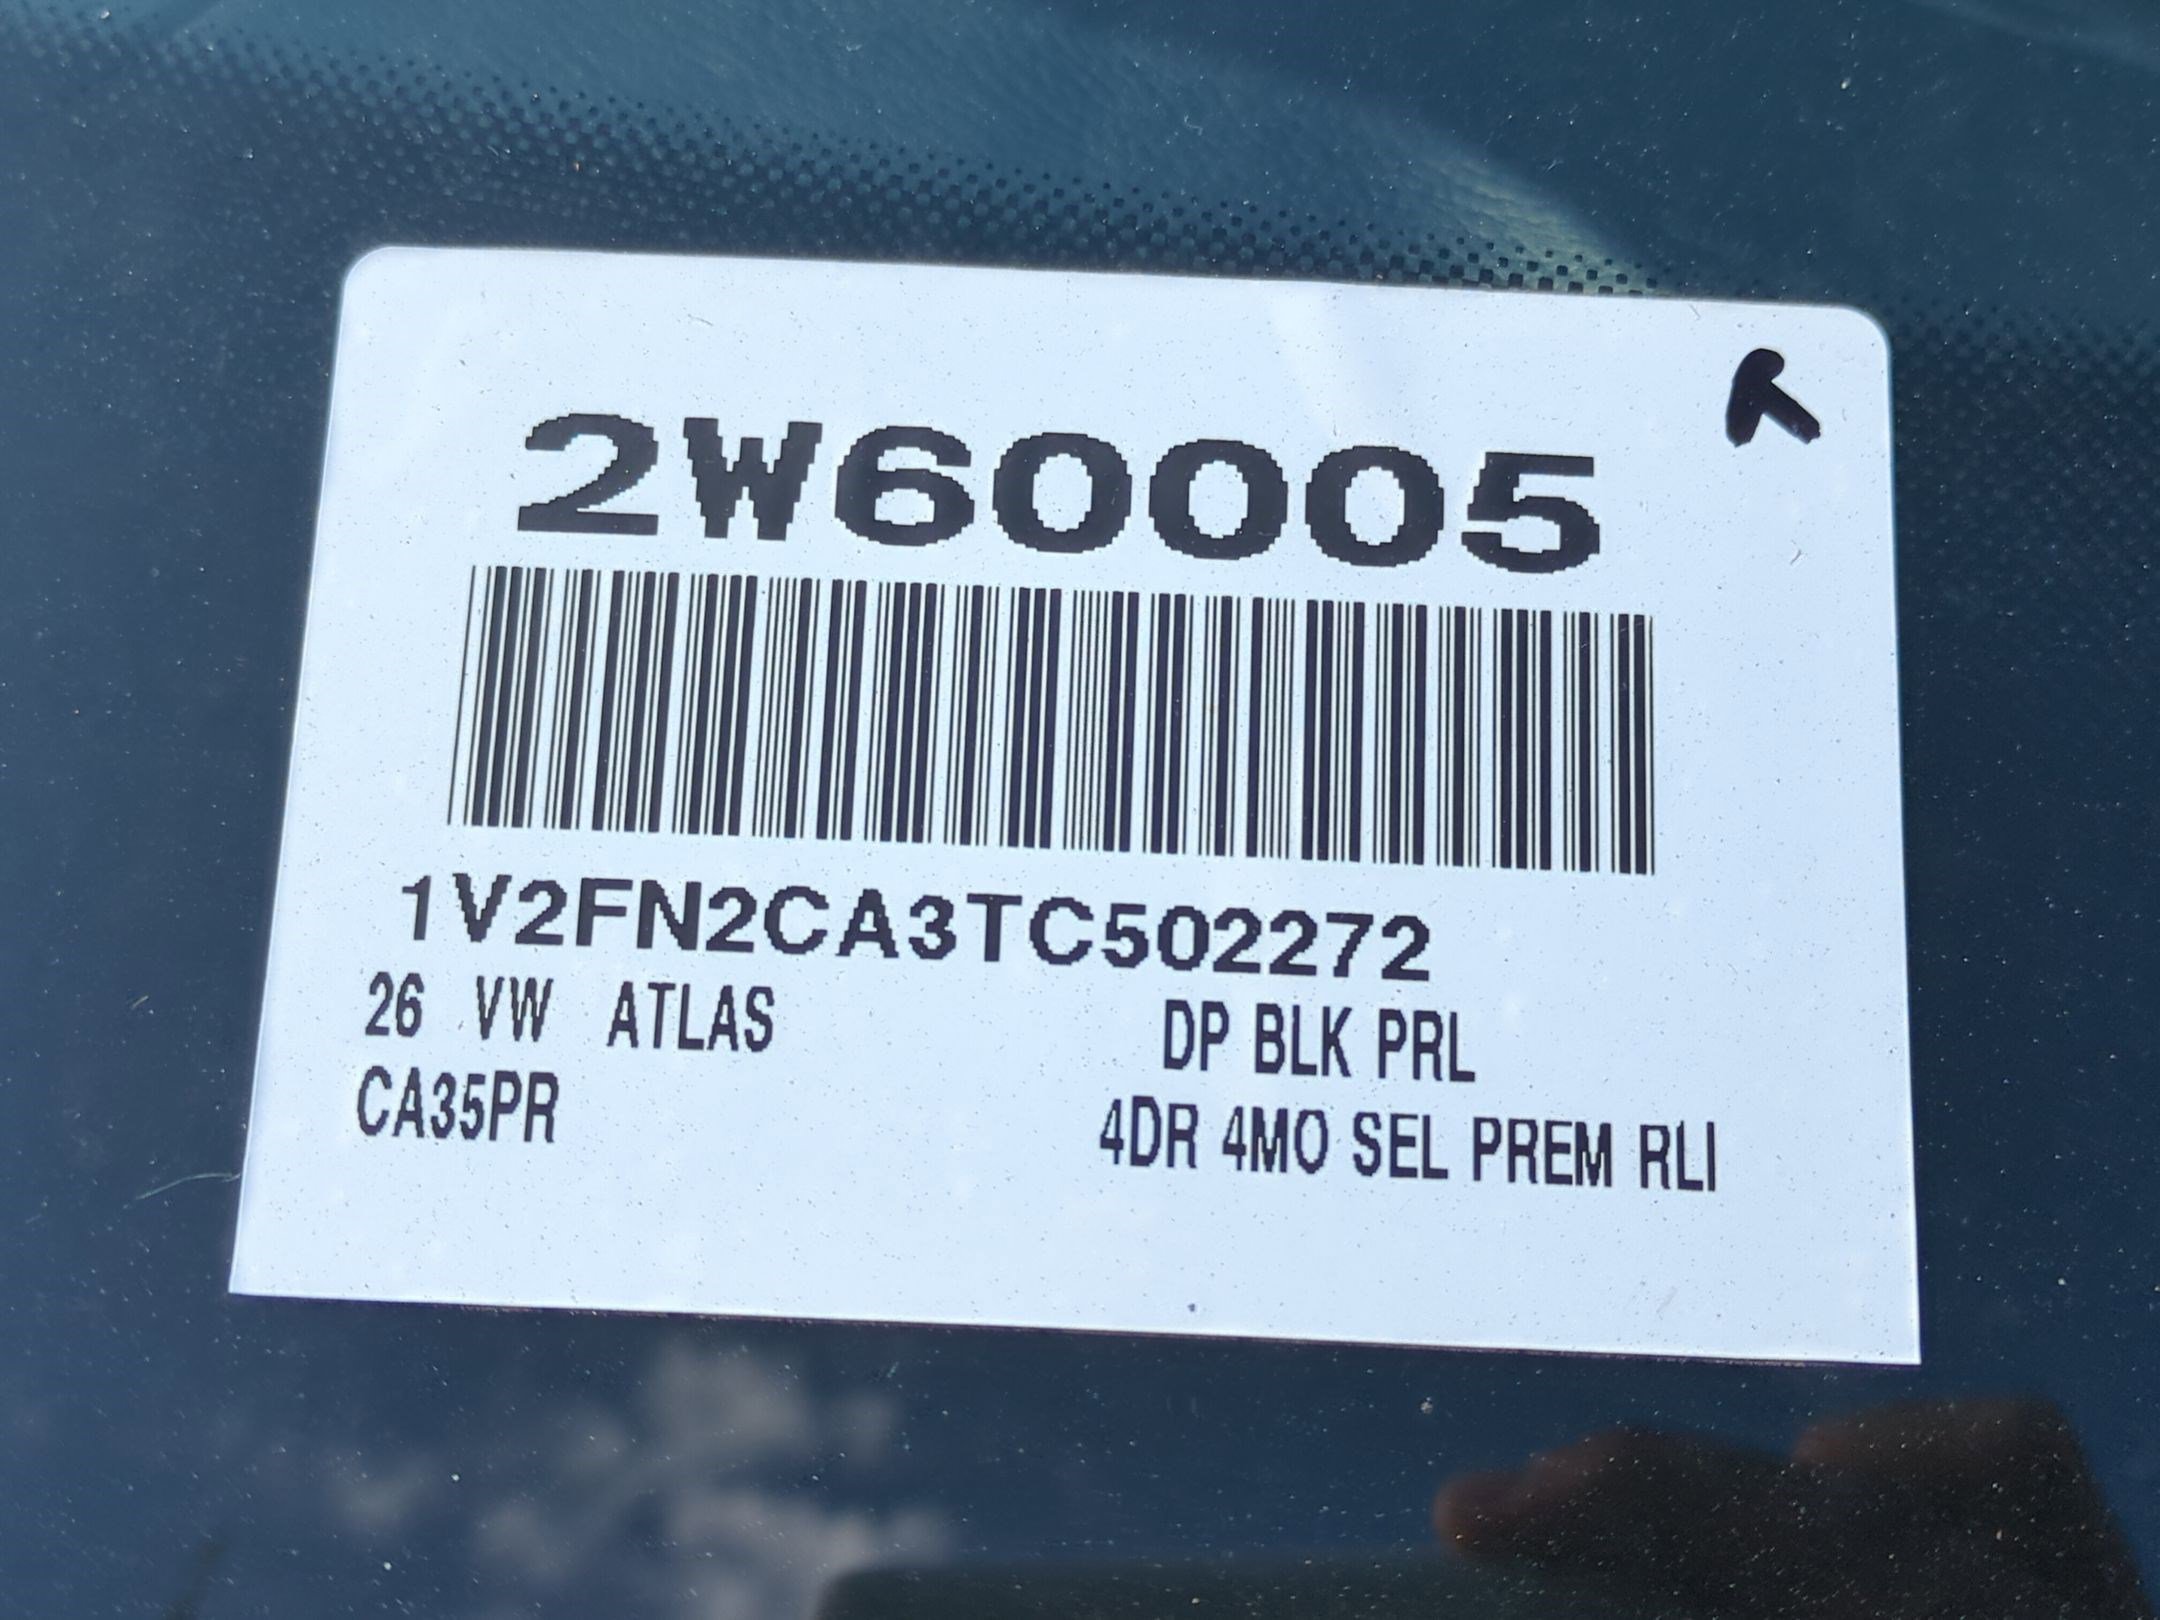 2W60005
1V2FN2CA3TC502272
26 VW ATLAS DP BLK PRL
CA35PR 4DR 4MO SEL PREM RLI